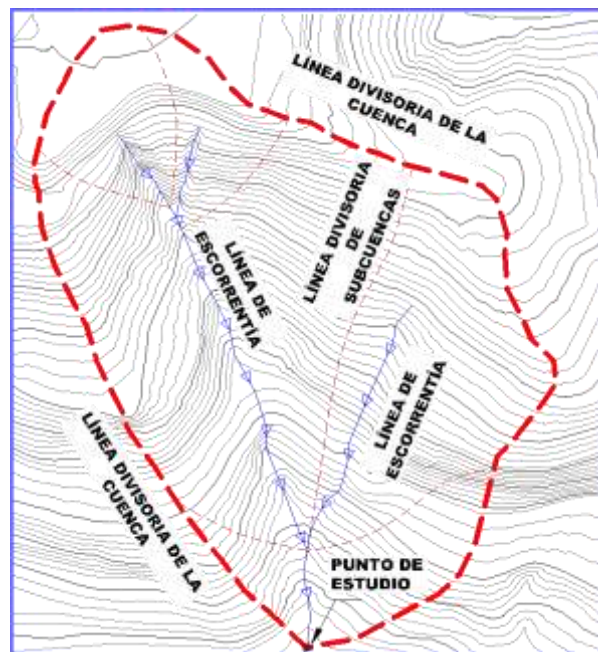 LÍNEA DIVISORIA DE LA
CUENCA
LÍNEA DIVISORIA
DE
SUBCUENCAS
LÍNEA DE
ESCORRENTÍA
LÍNEA DE
ESCORRENTÍA
LÍNEA DIVISORIA DE LA
CUENCA
PUNTO DE
ESTUDIO